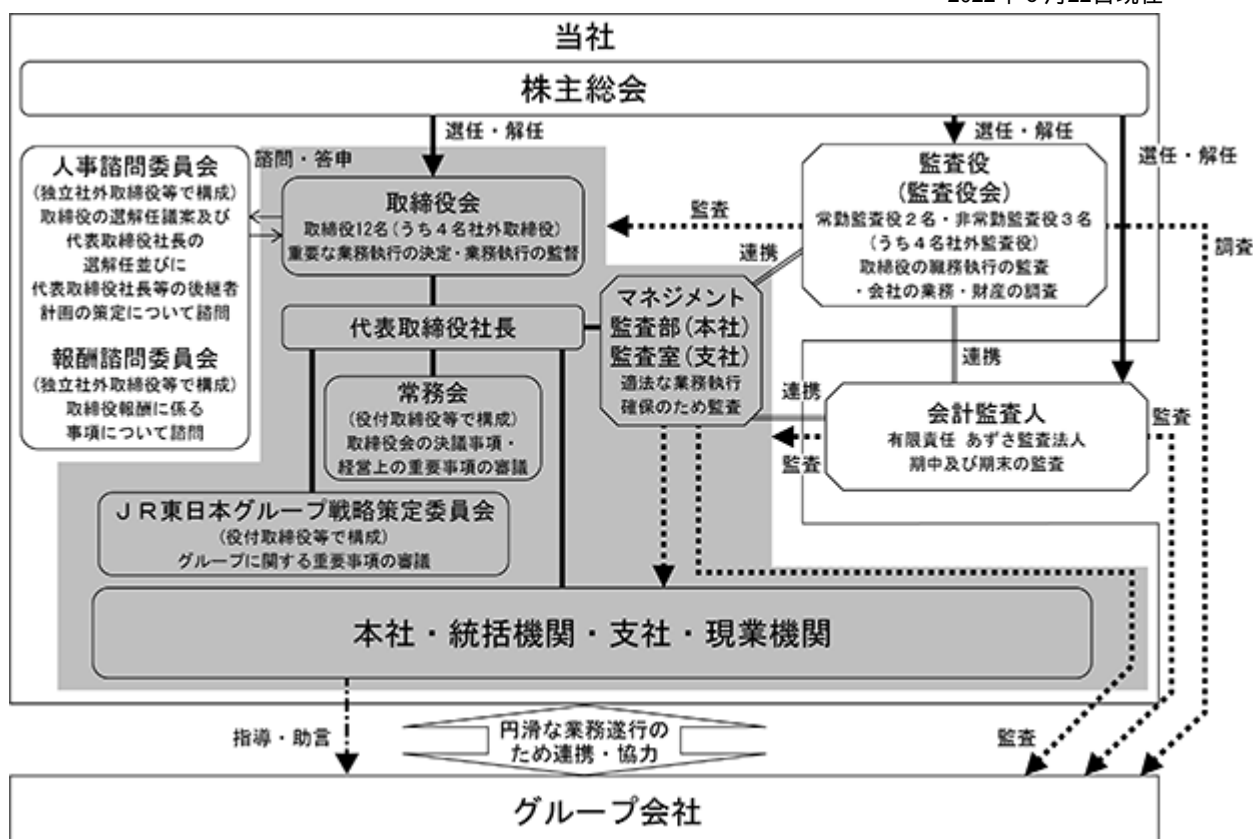 2022年6月22日現在
当社
株主総会
選任・解任
選任・解任
選任・解任
諮問・答申
人事諮問委員会
(独立社外取締役等で構成)
取締役の選解任議案及び
代表取締役社長の
選解任並びに
代表取締役社長等の後継者
計画の策定について諮問
報酬諮問委員会
(独立社外取締役等で構成)
取締役報酬に係る
事項について諮問
取締役会
取締役12名(うち4名社外取締役)
重要な業務執行の決定・業務執行の監督
監査
監査役
(監査役会)
常勤監査役2名・非常勤監査役3名
(うち4名社外監査役)
取締役の職務執行の監査
・会社の業務・財産の調査
調査
連携
代表取締役社長
マネジメント
監査部(本社)
監査室(支社)
適法な業務執行
確保のため監査
連携
連携
常務会
(役付取締役等で構成)
取締役会の決議事項・
経営上の重要事項の審議
会計監査人
有限責任 あずさ監査法人
期中及び期末の監査
監査
監査
JR東日本グループ戦略策定委員会
(役付取締役等で構成)
グループに関する重要事項の審議
本社・統括機関・支社・現業機関
指導・助言
円滑な業務遂行の
ため連携・協力
監査
グループ会社